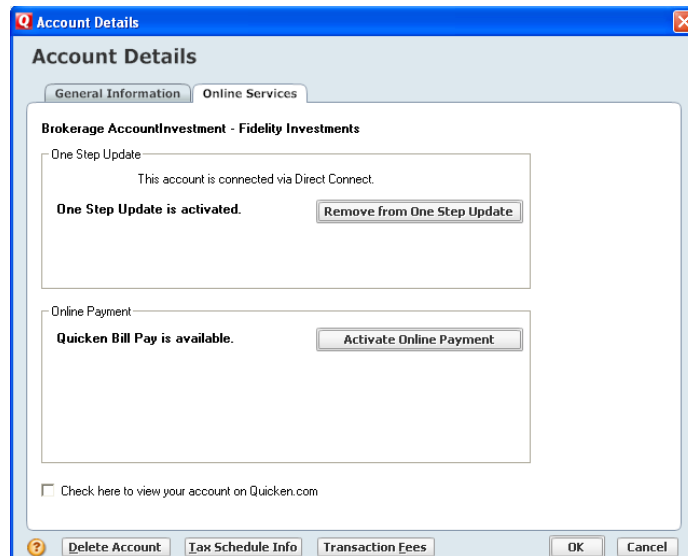 Q Account Details
Account Details
General Information Online Services
Brokerage AccountInvestment - Fidelity Investments
One Step Update
This account is connected via Direct Connect.
One Step Update is activated. Remove from One Step Update
Online Payment
Quicken Bill Pay is available. Activate Online Payment
Check here to view your account on Quicken.com
? Delete Account Tax Schedule Info Transaction Fees OK Cancel